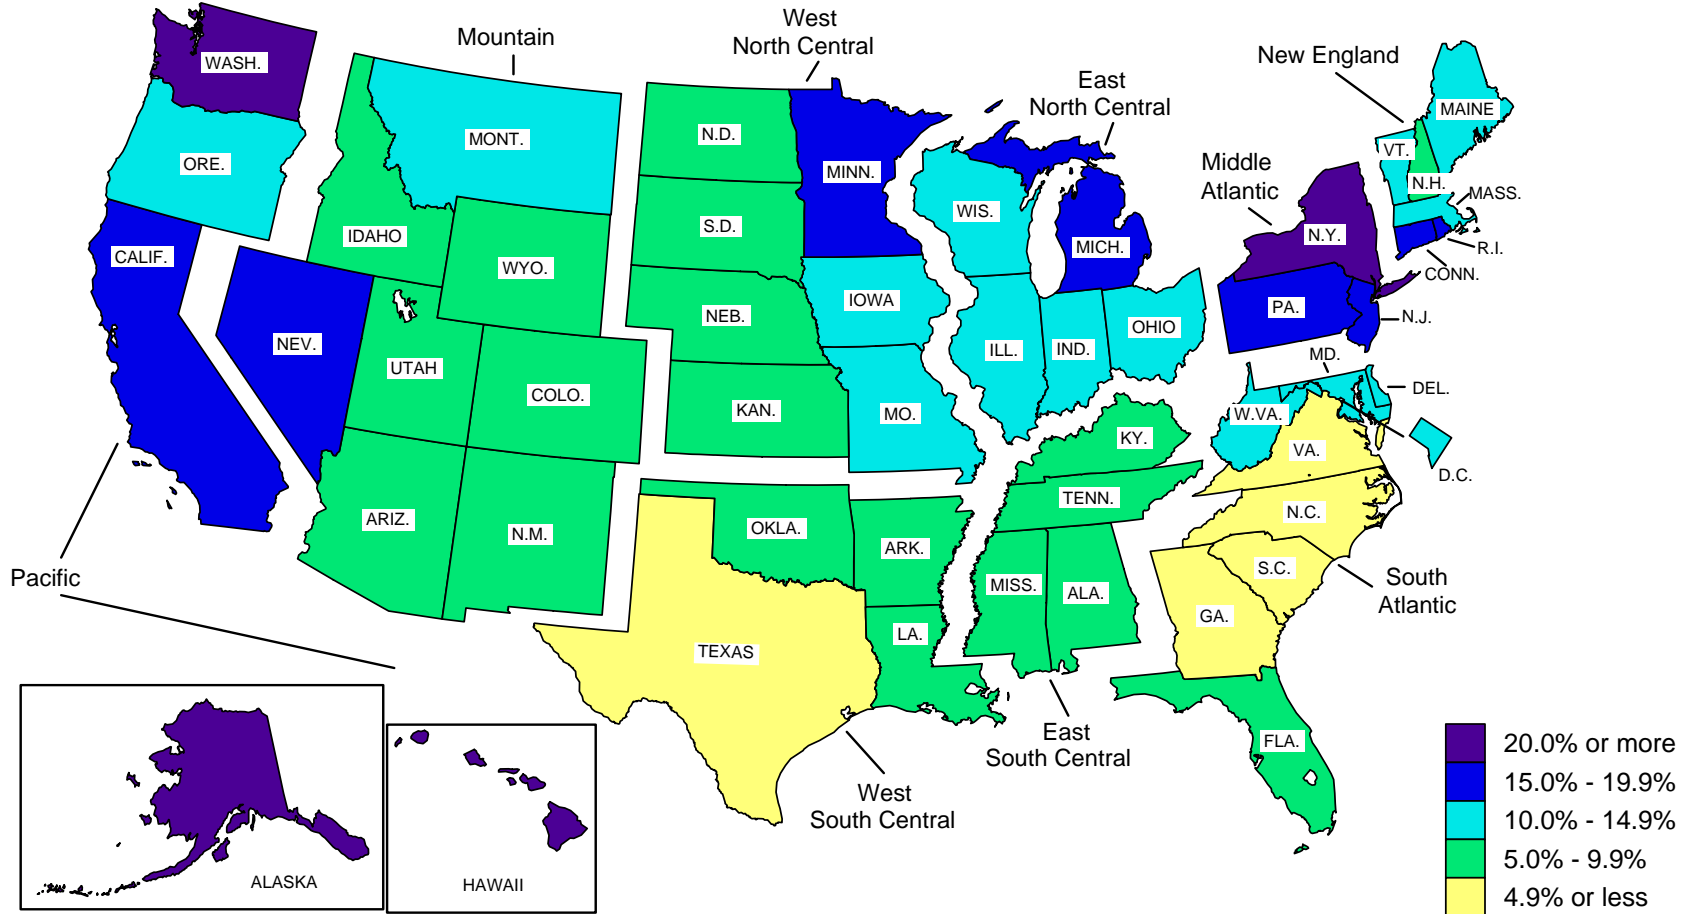 West
North Central
Mountain
New England
East
North Central
WASH.
MAINE
N.D.
MONT.
MINN.
VT.
ORE.
Middle
Atlantic
N.H.
MASS.
WIS.
S.D.
IDAHO
N.Y.
MICH.
R.I.
CALIF.
WYO.
CONN.
IOWA
PA.
NEB.
N.J.
OHIO
NEV.
ILL.
IND.
MD.
UTAH
COLO.
DEL.
KAN.
MO.
W.VA.
KY.
VA.
D.C.
TENN.
N.C.
ARIZ.
OKLA.
N.M.
ARK.
S.C.
Pacific
MISS.
ALA.
South
Atlantic
GA.
LA.
TEXAS
East
South Central
FLA.
West
South Central
ALASKA
HAWAII
20.0% or more
15.0% - 19.9%
10.0% - 14.9%
5.0% - 9.9%
4.9% or less